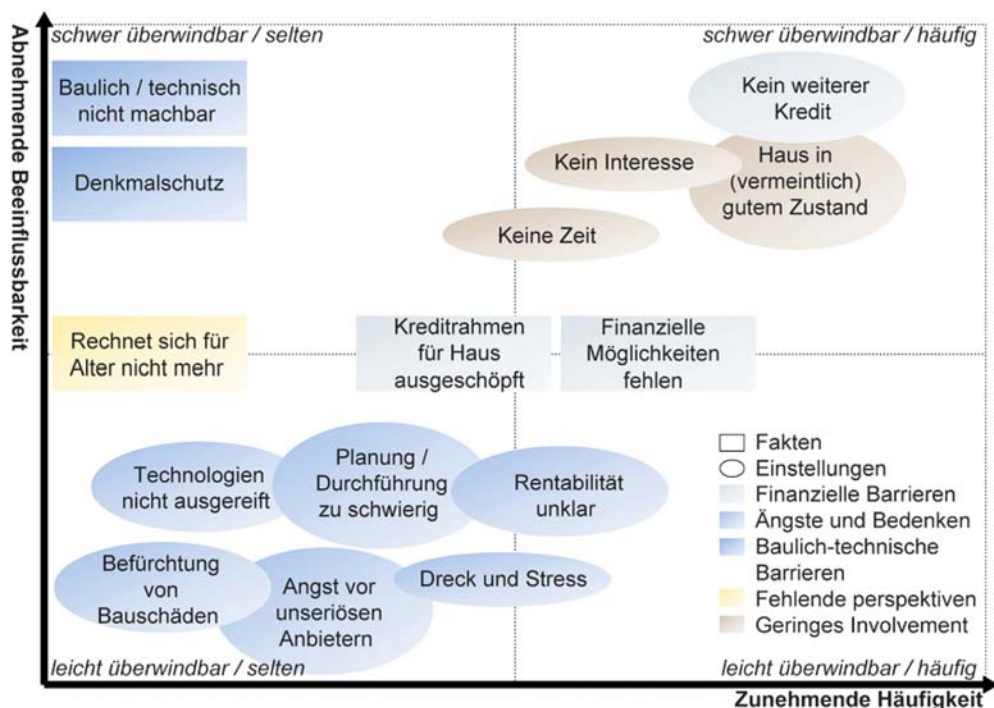 Abnehmende Beeinflussbarkeit
schwer überwindbar / selten
schwer überwindbar / häufig
Baulich / technisch
nicht machbar
Denkmalschutz
Kein weiterer
Kredit
Kein Interesse
Haus in
(vermeintlich)
gutem Zustand
Keine Zeit
Rechnet sich für
Alter nicht mehr
Kreditrahmen
für Haus
ausgeschöpft
Finanzielle
Möglichkeiten
fehlen
Technologien
nicht ausgereift
Planung /
Durchführung
zu schwierig
Rentabilität
unklar
Befürchtung
von
Bauschäden
Angst vor
unseriösen
Anbietern
Dreck und Stress
Fakten
Einstellungen
Finanzielle Barrieren
Ängste und Bedenken
Baulich-technische
Barrieren
Fehlende perspektiven
Geringes Involvement
leicht überwindbar / selten
leicht überwindbar / häufig
Zunehmende Häufigkeit